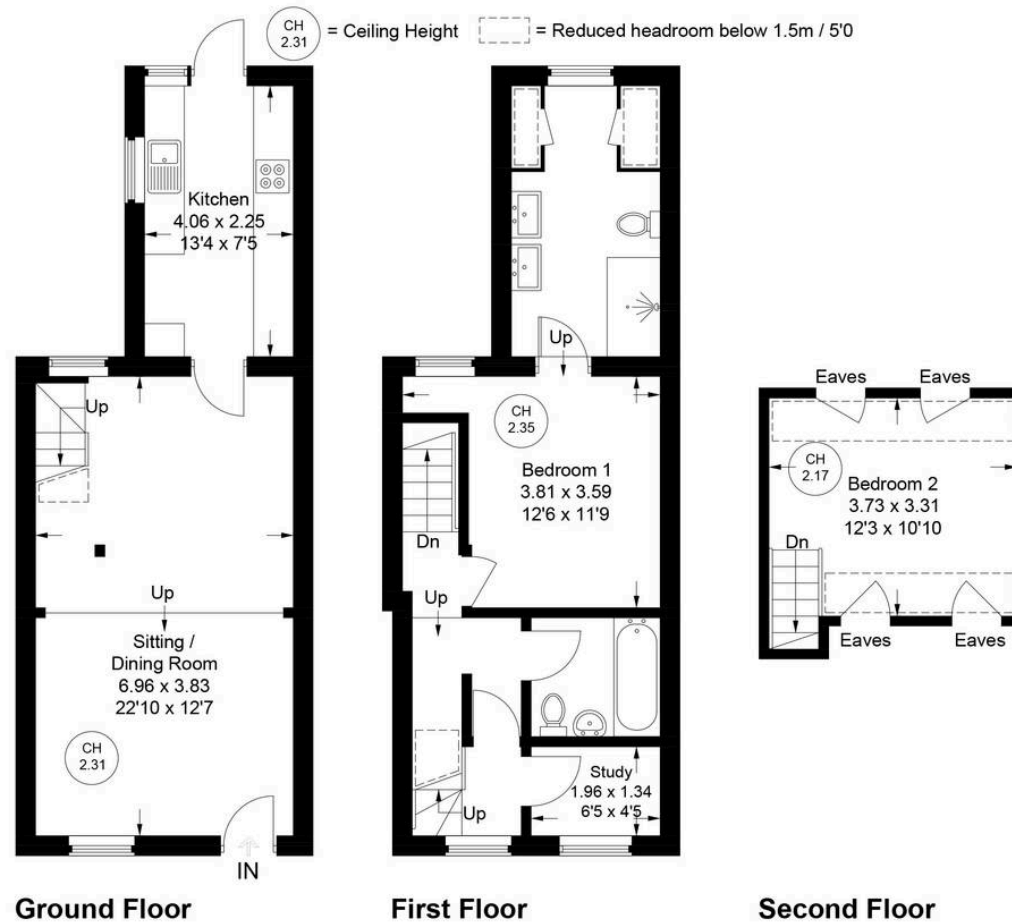 CH
2.31
= Ceiling Height
= Reduced headroom below 1.5m / 5'0
Kitchen
4.06 x 2.25
13'4 x 7'5
Up
Up
Sitting /
Dining Room
6.96 x 3.83
22'10 x 12'7
CH
2.31
IN
Ground Floor
Up
CH
2.35
Bedroom 1
3.81 x 3.59
12'6 x 11'9
Dn
Up
Study
1.96 x 1.34
6'5 x 4'5
Up
First Floor
Eaves
Eaves
CH
2.17
Bedroom 2
3.73 x 3.31
12'3 x 10'10
Dn
Eaves
Eaves
Second Floor